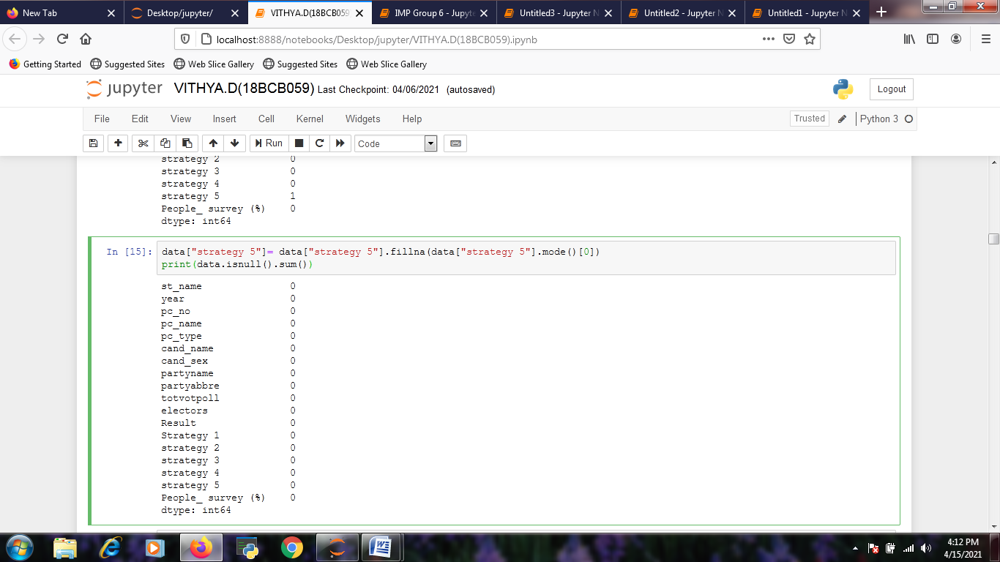 New Tab
Desktop/jupyter/
VITHYA.D(18BCB059
IMP Group 6 - Jupyte
Untitled3 - Jupyter N
Untitled2 - Jupyter N
Untitled1 - Jupyter N
localhost:8888/notebooks/Desktop/jupyter/VITHYA.D(18BCB059).ipynb
Getting Started
Suggested Sites
Web Slice Gallery
Suggested Sites
Web Slice Gallery
jupyter VITHYA.D(18BCB059) Last Checkpoint: 04/06/2021 (autosaved)
Logout
File Edit View Insert Cell Kernel Widgets Help
Trusted
Python 3
Run
Code
strategy 2 0
strategy 3 0
strategy 4 0
strategy 5 1
People_ survey (%) 0
dtype: int64
In [15]: data["strategy 5"]= data["strategy 5"].fillna(data["strategy 5"].mode()[0])
print(data.isnull().sum())
st_name 0
year 0
pc_no 0
pc_name 0
pc_type 0
cand_name 0
cand_sex 0
partyname 0
partyabbre 0
totvotpoll 0
electors 0
Result 0
Strategy 1 0
strategy 2 0
strategy 3 0
strategy 4 0
strategy 5 0
People_ survey (%) 0
dtype: int64
4:12 PM
4/15/2021